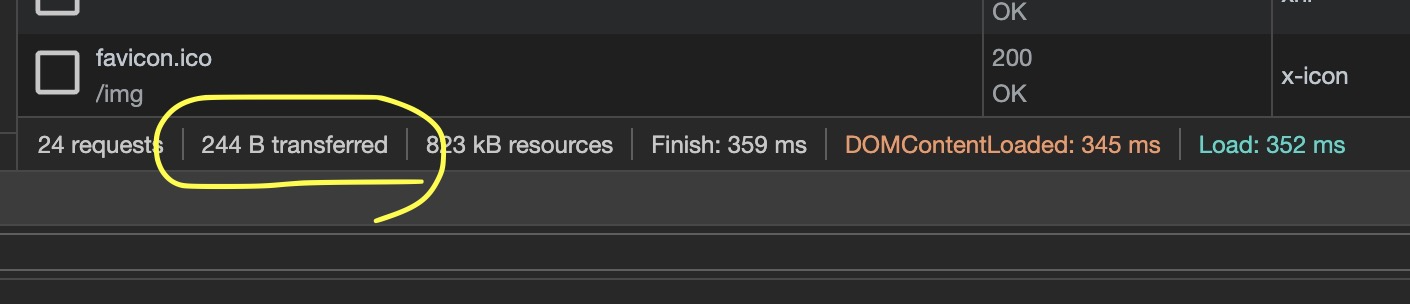 OK
favicon.ico
200
/img
OK
x-icon
24 requests
244 B transferred
823 kB resources
Finish: 359 ms
DOMContentLoaded: 345 ms
Load: 352 ms